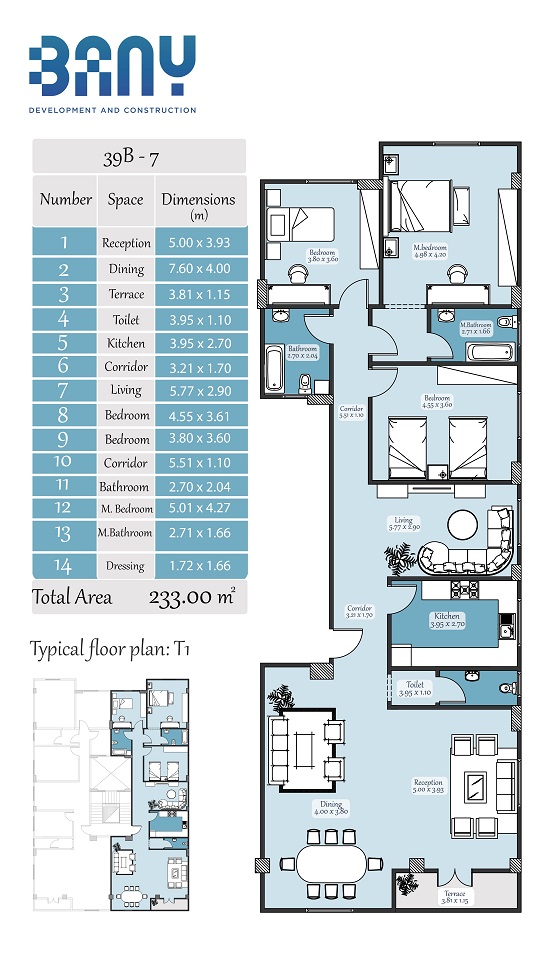 BANY
DEVELOPMENT AND CONSTRUCTION
39B - 7
Number Space Dimensions
(m)
1 Reception 5.00 x 3.93
2 Dining 7.60 x 4.00
3 Terrace 3.81 x 1.15
4 Toilet 3.95 x 1.10
5 Kitchen 3.95 x 2.70
6 Corridor 3.21 x 1.70
7 Living 5.77 x 2.90
8 Bedroom 4.55 x 3.61
9 Bedroom 3.80 x 3.60
10 Corridor 5.51 x 1.10
11 Bathroom 2.70 x 2.04
12 M. Bedroom 5.01 x 4.27
13 M.Bathroom 2.71 x 1.66
14 Dressing 1.72 x 1.66
Total Area 233.00 m²
Typical floor plan: T1
M.bedroom
4.98 x 4.20
Bedroom
3.80 x 3.60
M.Bathroom
2.71 x 1.66
Bathroom
2.70 x 2.04
Bedroom
4.55 x 3.60
Corridor
5.51 x 1.10
Living
5.77 x 2.90
Corridor
3.21 x 1.70
Kitchen
3.95 x 2.70
Toilet
3.95 x 1.10
Reception
5.00 x 3.93
Dining
4.00 x 3.80
Terrace
3.81 x 1.15